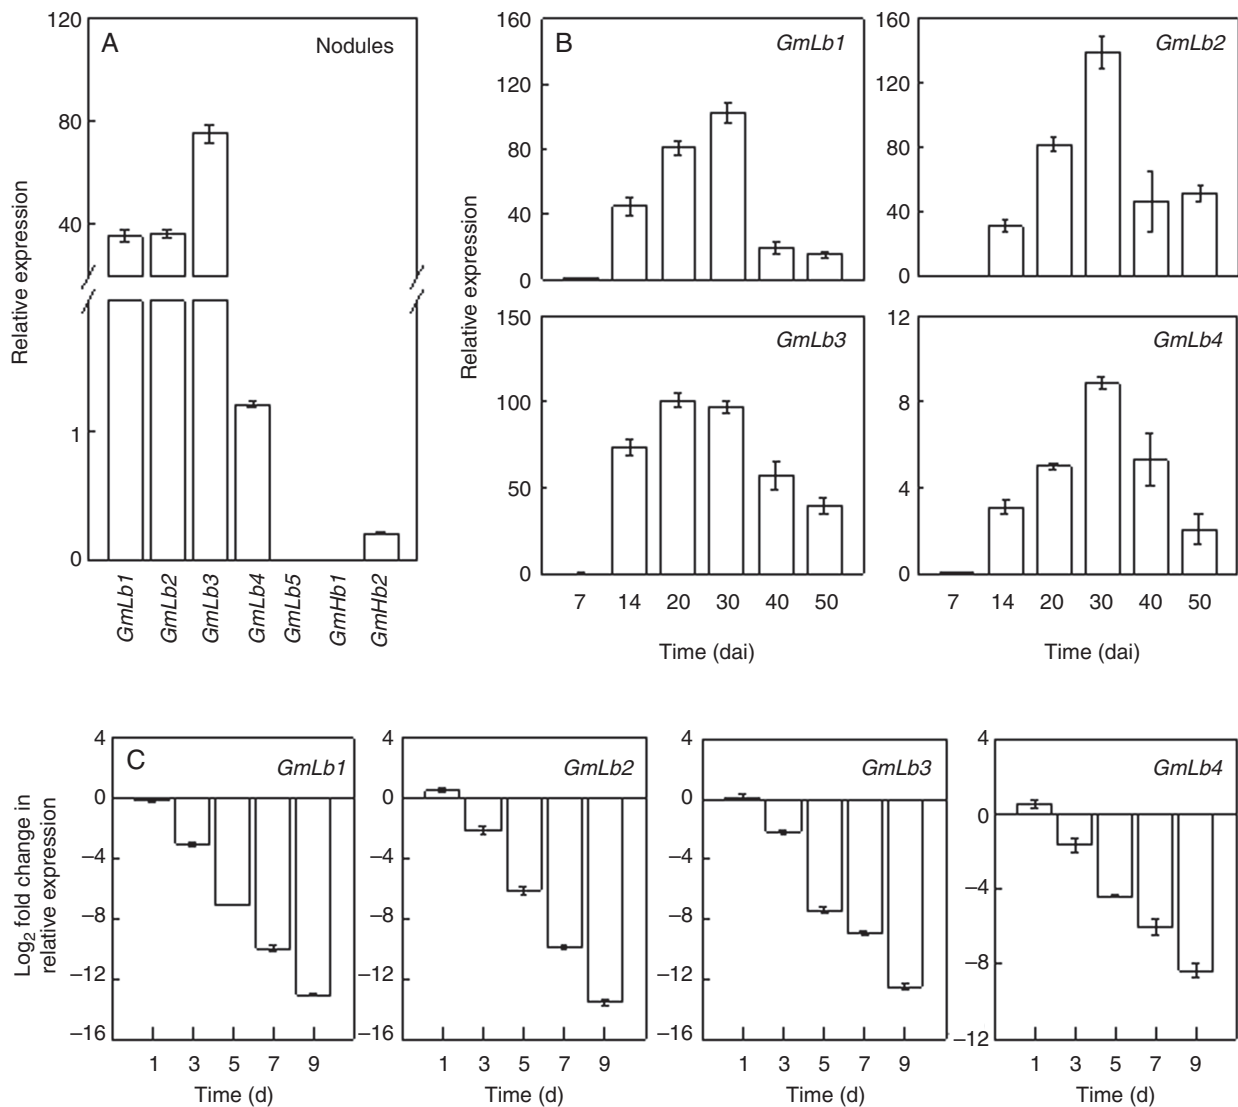 A
Nodules
Relative expression
120
80
40
1
0
GmLb1
GmLb2
GmLb3
GmLb4
GmLb5
GmHb1
GmHb2
B
GmLb1
Relative expression
160
120
80
40
0
GmLb2
160
120
80
40
0
GmLb3
150
100
50
0
7 14 20 30 40 50
Time (dai)
GmLb4
12
8
4
0
7 14 20 30 40 50
Time (dai)
C
GmLb1
Log2 fold change in
relative expression
4
0
−4
−8
−12
−16
1 3 5 7 9
Time (d)
GmLb2
4
0
−4
−8
−12
−16
1 3 5 7 9
Time (d)
GmLb3
4
0
−4
−8
−12
−16
1 3 5 7 9
Time (d)
GmLb4
4
0
−4
−8
−12
1 3 5 7 9
Time (d)